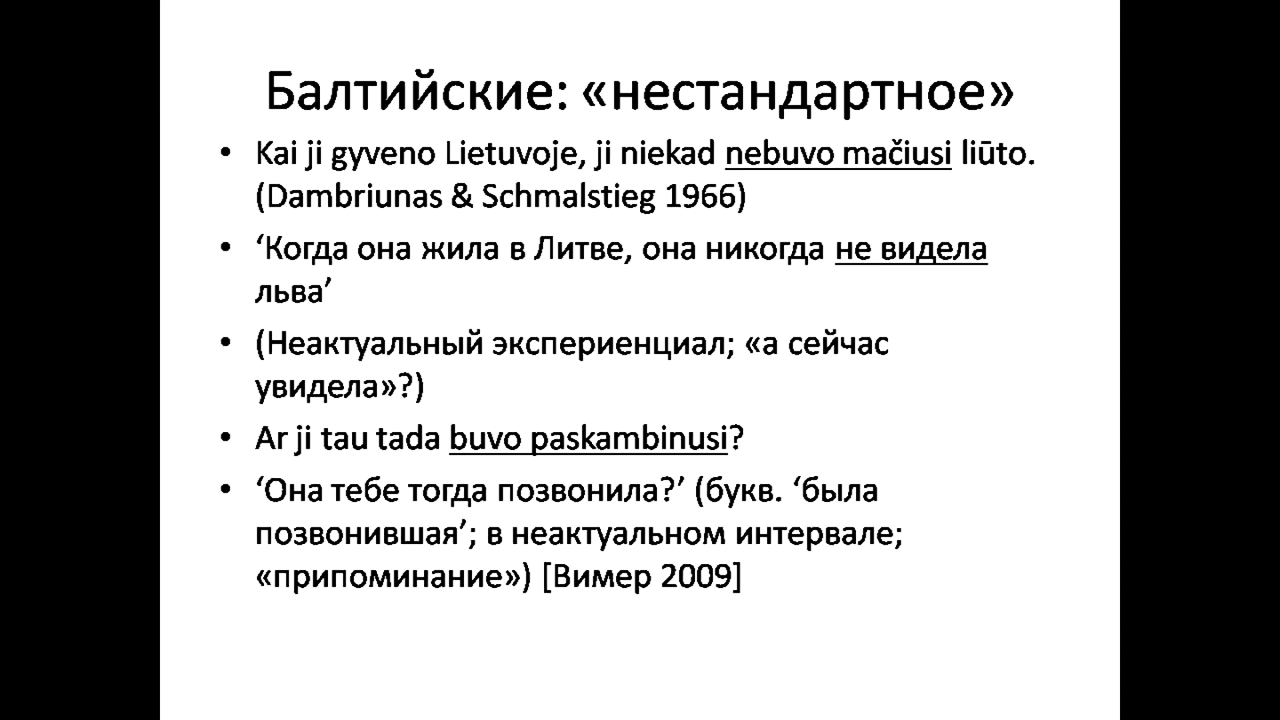 Балтийские: «нестандартное»
• Kai ji gyveno Lietuvoje, ji niekad nebuvo mačiusi liūto.
(Dambriunas & Schmalstieg 1966)
• ‘Когда она жила в Литве, она никогда не видела
льва’
• (Неактуальный экспериенциал; «а сейчас
увидела»?)
• Ar ji tau tada buvo paskambinusi?
• ‘Она тебе тогда позвонила?’ (букв. ‘была
позвонившая’; в неактуальном интервале;
«припоминание») [Вимер 2009]